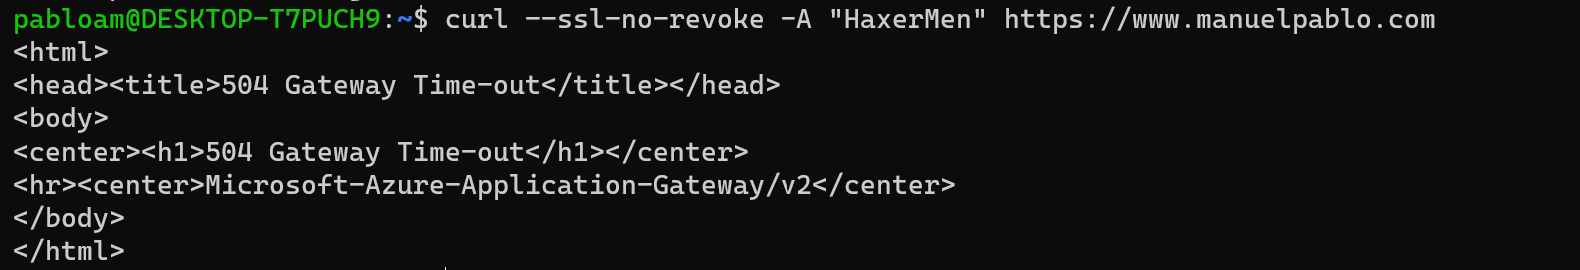 pabloam@DESKTOP-T7PUCH9:~$ curl --ssl-no-revoke -A "HaxerMen" https://www.manuelpablo.com
<html>
<head><title>504 Gateway Time-out</title></head>
<body>
<center><h1>504 Gateway Time-out</h1></center>
<hr><center>Microsoft-Azure-Application-Gateway/v2</center>
</body>
</html>